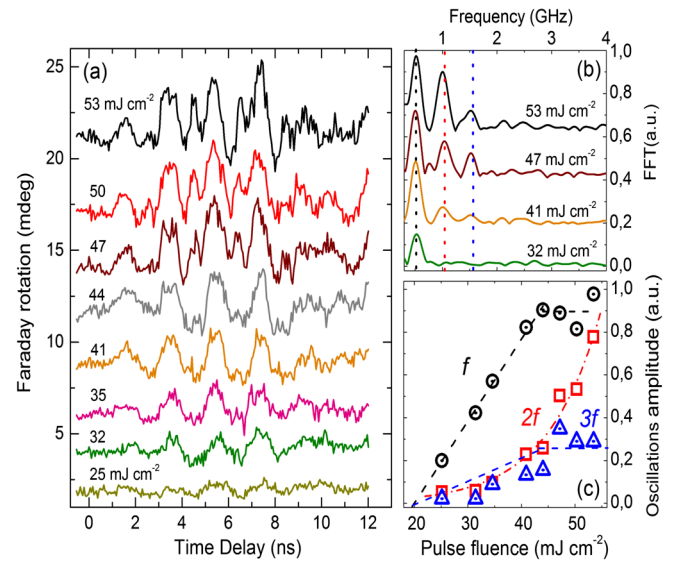 Frequency (GHz)
1 2 3 4
(a)
53 mJ cm-2
50
47
44
41
35
32
25 mJ cm-2
25
20
15
10
5
Faraday rotation (mdeg)
0 2 4 6 8 10 12
Time Delay (ns)
(b)
53 mJ cm-2
47 mJ cm-2
41 mJ cm-2
32 mJ cm-2
1,0
0,8
0,6
0,4
0,2
0,0
FFT(a.u.)
f
2f
3f
(c)
1,0
0,8
0,6
0,4
0,2
0,0
Oscillations amplitude (a.u.)
20 30 40 50
Pulse fluence (mJ cm-2)